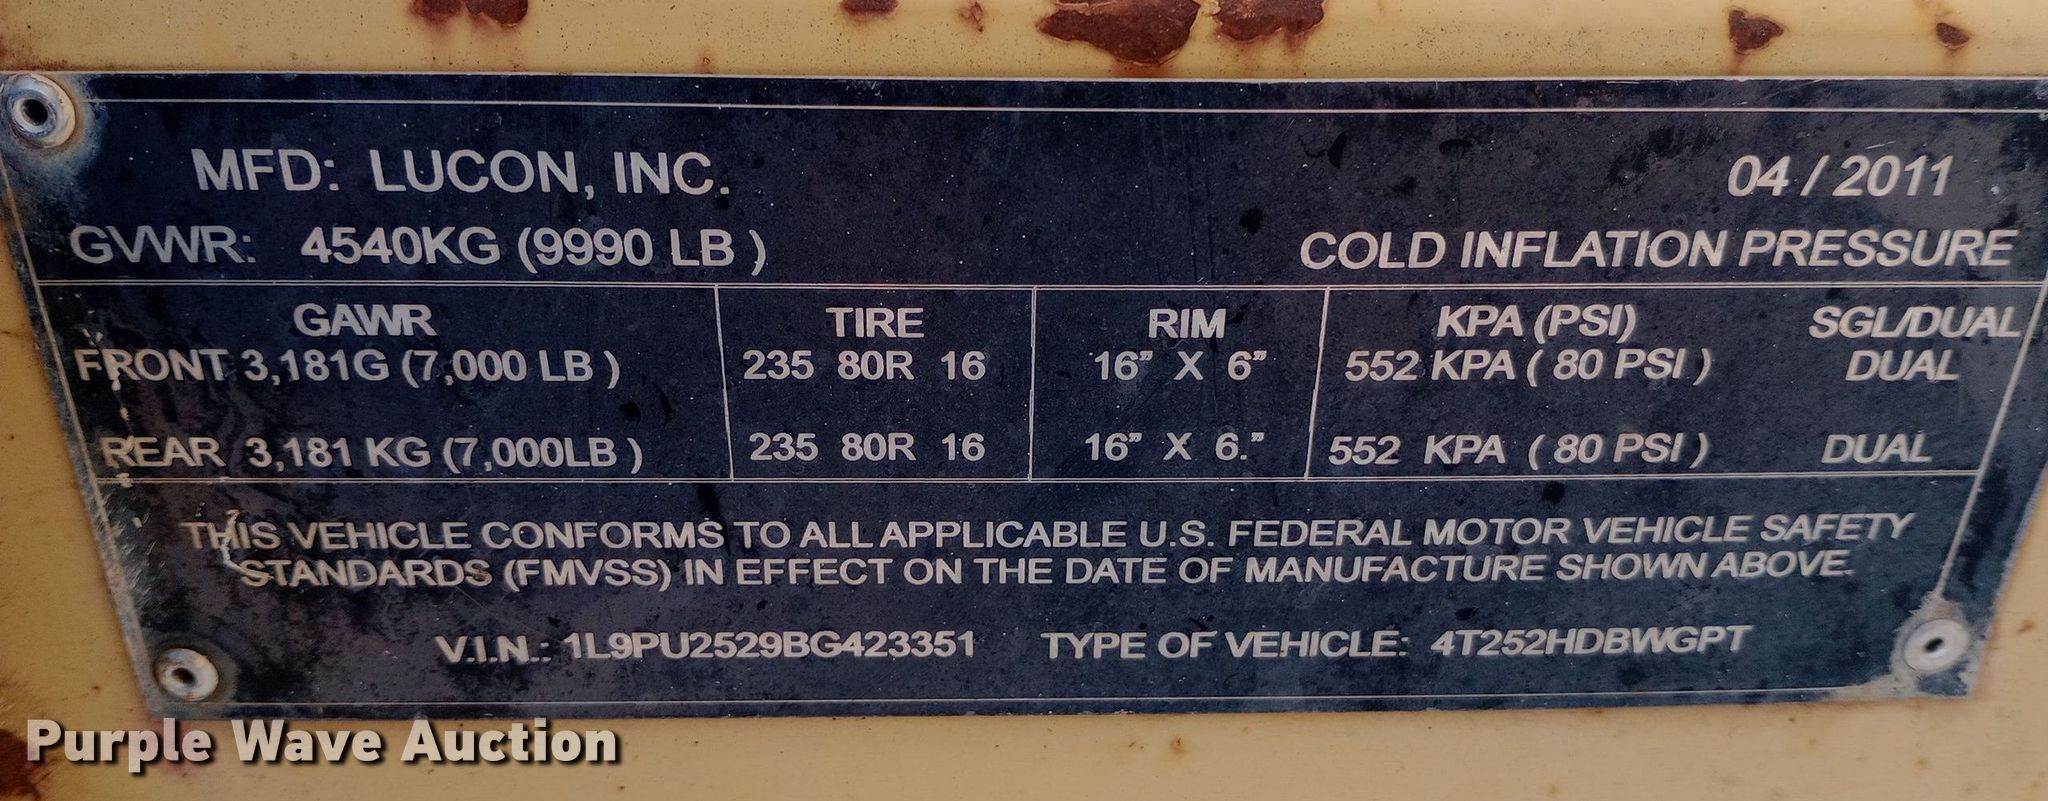 MFD: LUCON, INC. 04 / 2011
GVWR: 4540KG (9990 LB ) COLD INFLATION PRESSURE
GAWR TIRE RIM KPA (PSI) SGL/DUAL
FRONT 3,181G (7,000 LB ) 235 80R 16 16" X 6" 552 KPA ( 80 PSI ) DUAL
REAR 3,181 KG (7,000LB ) 235 80R 16 16" X 6." 552 KPA ( 80 PSI ) DUAL
THIS VEHICLE CONFORMS TO ALL APPLICABLE U.S. FEDERAL MOTOR VEHICLE SAFETY
STANDARDS (FMVSS) IN EFFECT ON THE DATE OF MANUFACTURE SHOWN ABOVE.
V.I.N.: 1L9PU2529BG423351 TYPE OF VEHICLE: 4T252HDBWGPT
Purple Wave Auction